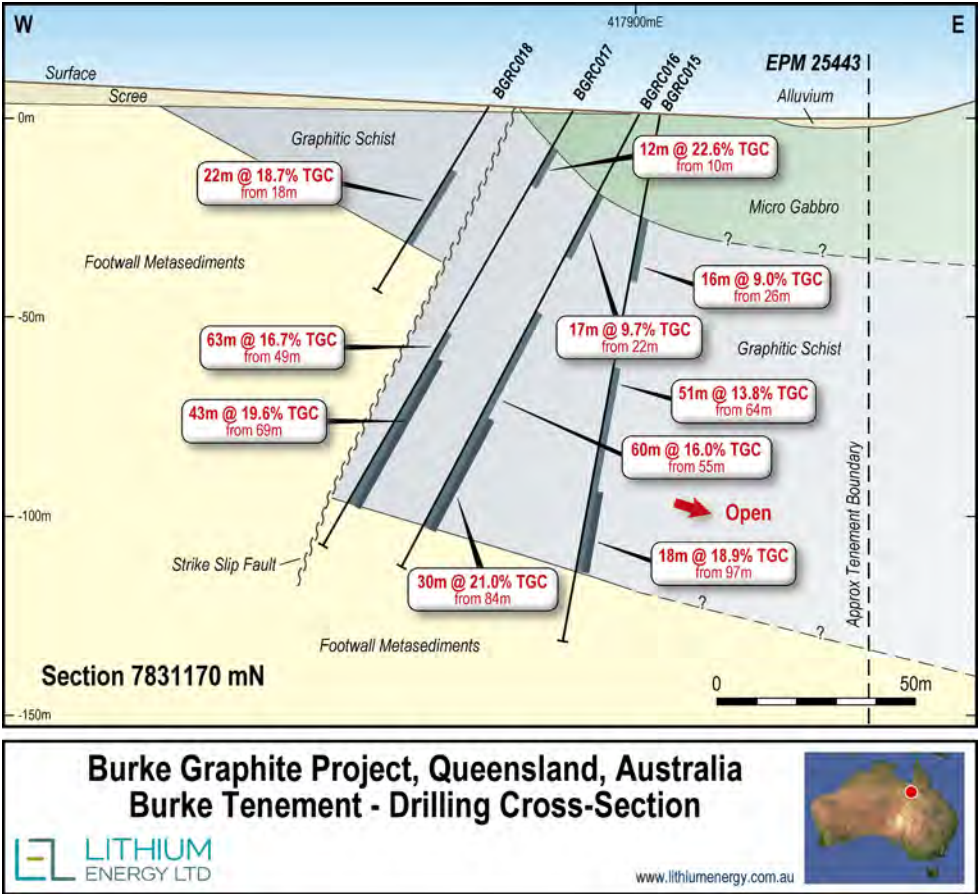 W
417900mE
E
BGRC018
BGRC017
BGRC016
BGRC015
EPM 25443
Surface
Scree
Alluvium
0m
Graphitic Schist
12m @ 22.6% TGC
from 10m
22m @ 18.7% TGC
from 18m
Micro Gabbro
?
?
Footwall Metasediments
16m @ 9.0% TGC
from 26m
-50m
17m @ 9.7% TGC
from 22m
63m @ 16.7% TGC
from 49m
Graphitic Schist
51m @ 13.8% TGC
from 64m
43m @ 19.6% TGC
from 69m
60m @ 16.0% TGC
from 55m
Approx Tenement Boundary
-100m
Open
Strike Slip Fault
18m @ 18.9% TGC
from 97m
30m @ 21.0% TGC
from 84m
?
?
Footwall Metasediments
Section 7831170 mN
0
50m
-150m
Burke Graphite Project, Queensland, Australia
Burke Tenement - Drilling Cross-Section
LITHIUM
ENERGY LTD
www.lithiumenergy.com.au